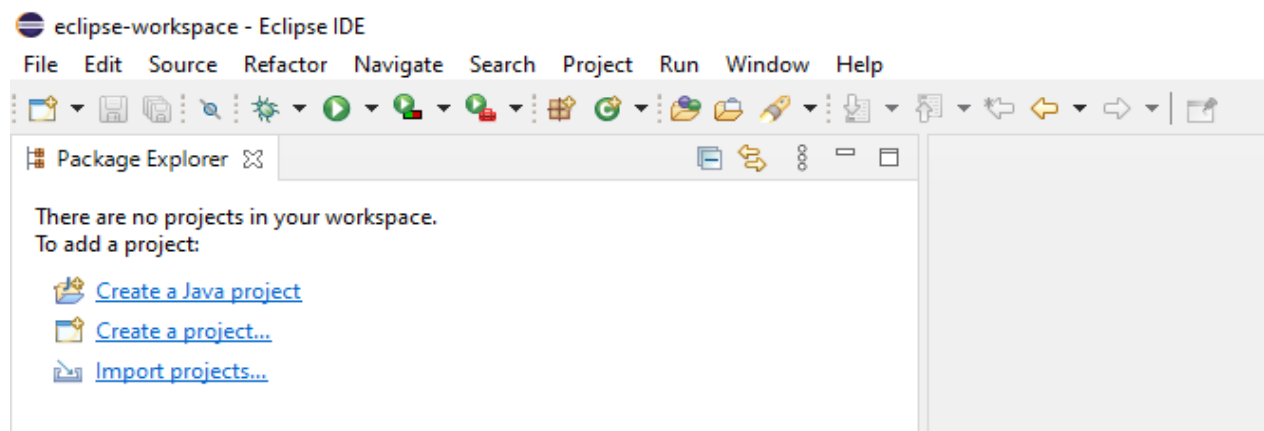 eclipse-workspace - Eclipse IDE
File Edit Source Refactor Navigate Search Project Run Window Help
Package Explorer
There are no projects in your workspace.
To add a project:
Create a Java project
Create a project...
Import projects...